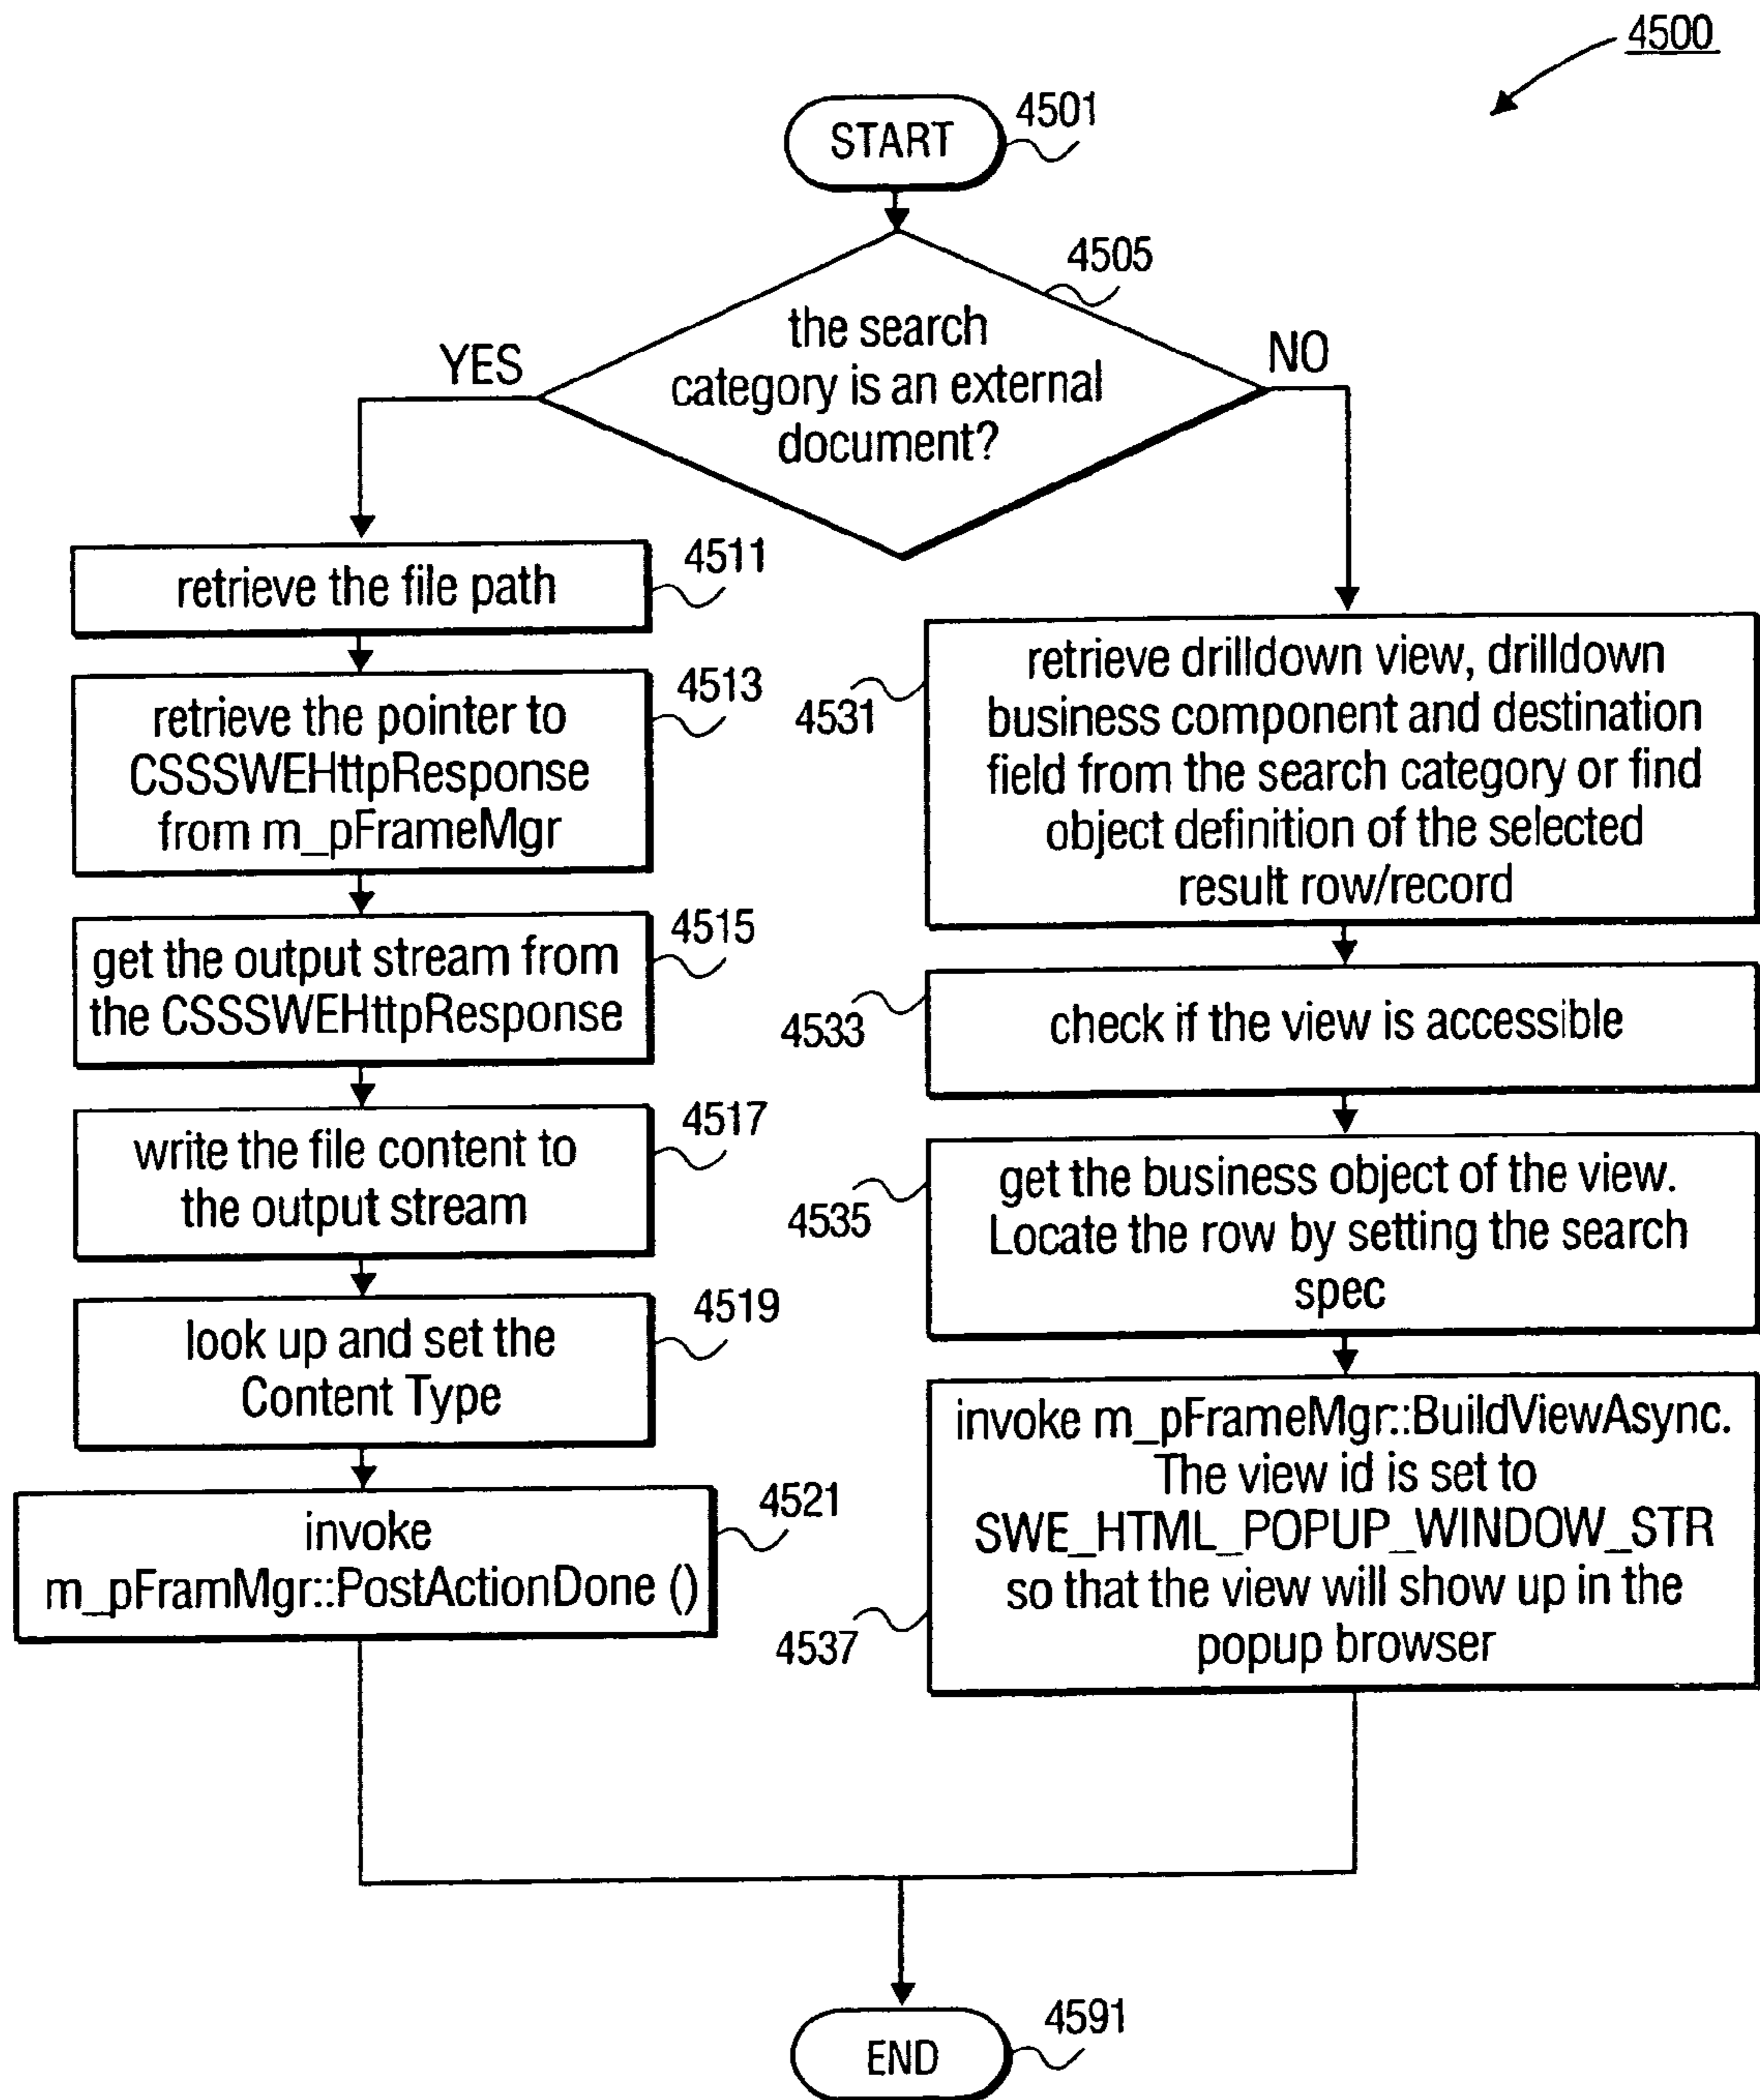 4500
START
4501
4505
the search
category is an external
document?
YES
NO
retrieve the file path
4511
retrieve the pointer to
CSSSWEHttpResponse
from m_pFrameMgr
4513
get the output stream from
the CSSSWEHttpResponse
4515
write the file content to
the output stream
4517
look up and set the
Content Type
4519
invoke
m_pFramMgr::PostActionDone ()
4521
retrieve drilldown view, drilldown
business component and destination
field from the search category or find
object definition of the selected
result row/record
4531
check if the view is accessible
4533
get the business object of the view.
Locate the row by setting the search
spec
4535
invoke m_pFrameMgr::BuildViewAsync.
The view id is set to
SWE_HTML_POPUP_WINDOW_STR
so that the view will show up in the
popup browser
4537
END
4591